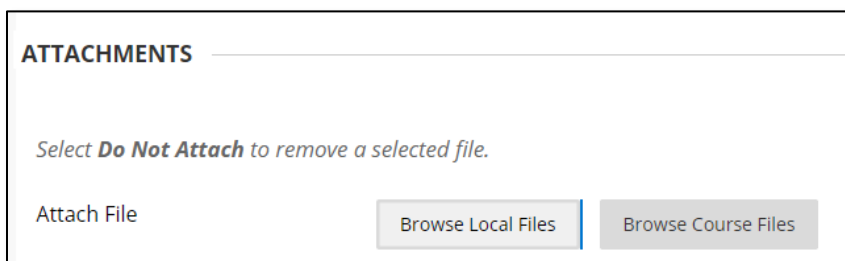 ATTACHMENTS
Select Do Not Attach to remove a selected file.
Attach File
Browse Local Files
Browse Course Files